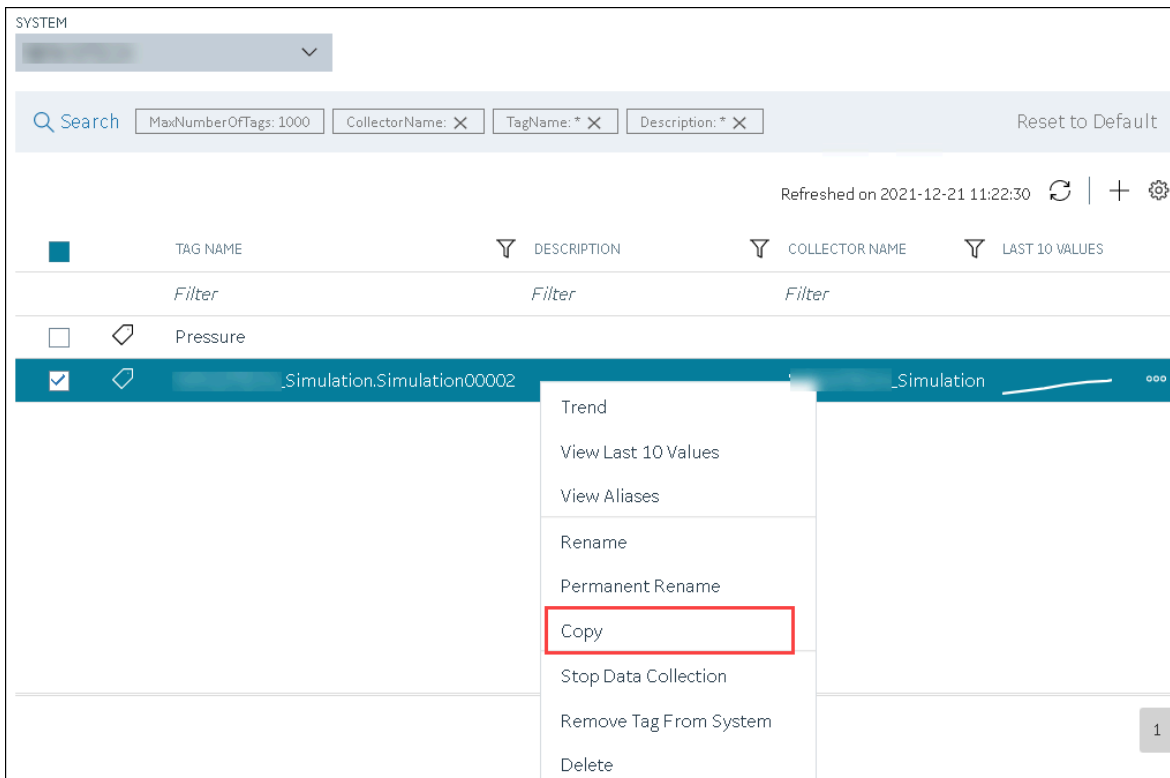 SYSTEM
Search MaxNumberOfTags: 1000 CollectorName: TagName: * Description: * Reset to Default
Refreshed on 2021-12-21 11:22:30
TAG NAME DESCRIPTION COLLECTOR NAME LAST 10 VALUES
Filter Filter Filter
Pressure
_Simulation.Simulation00002 _Simulation
Trend
View Last 10 Values
View Aliases
Rename
Permanent Rename
Copy
Stop Data Collection
Remove Tag From System
1
Delete